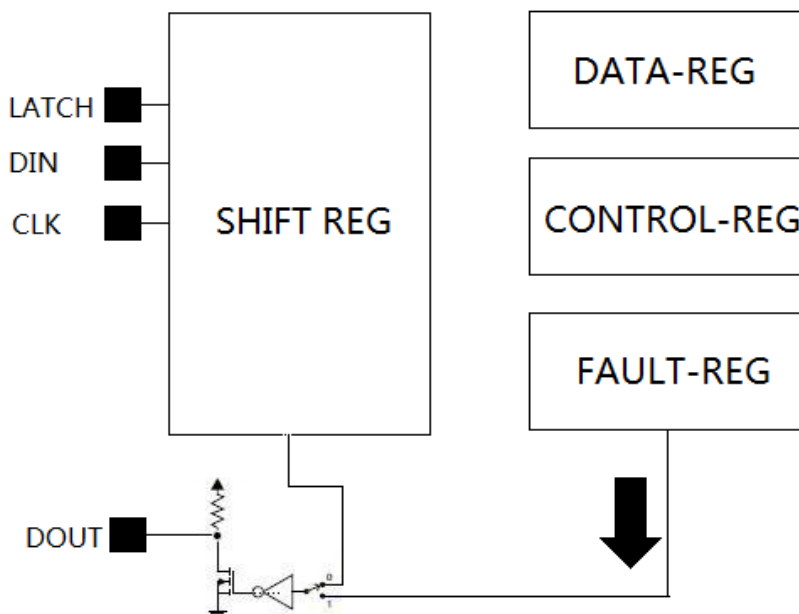 DATA-REG
LATCH
DIN
CLK
SHIFT REG
CONTROL-REG
FAULT-REG
DOUT
0
1